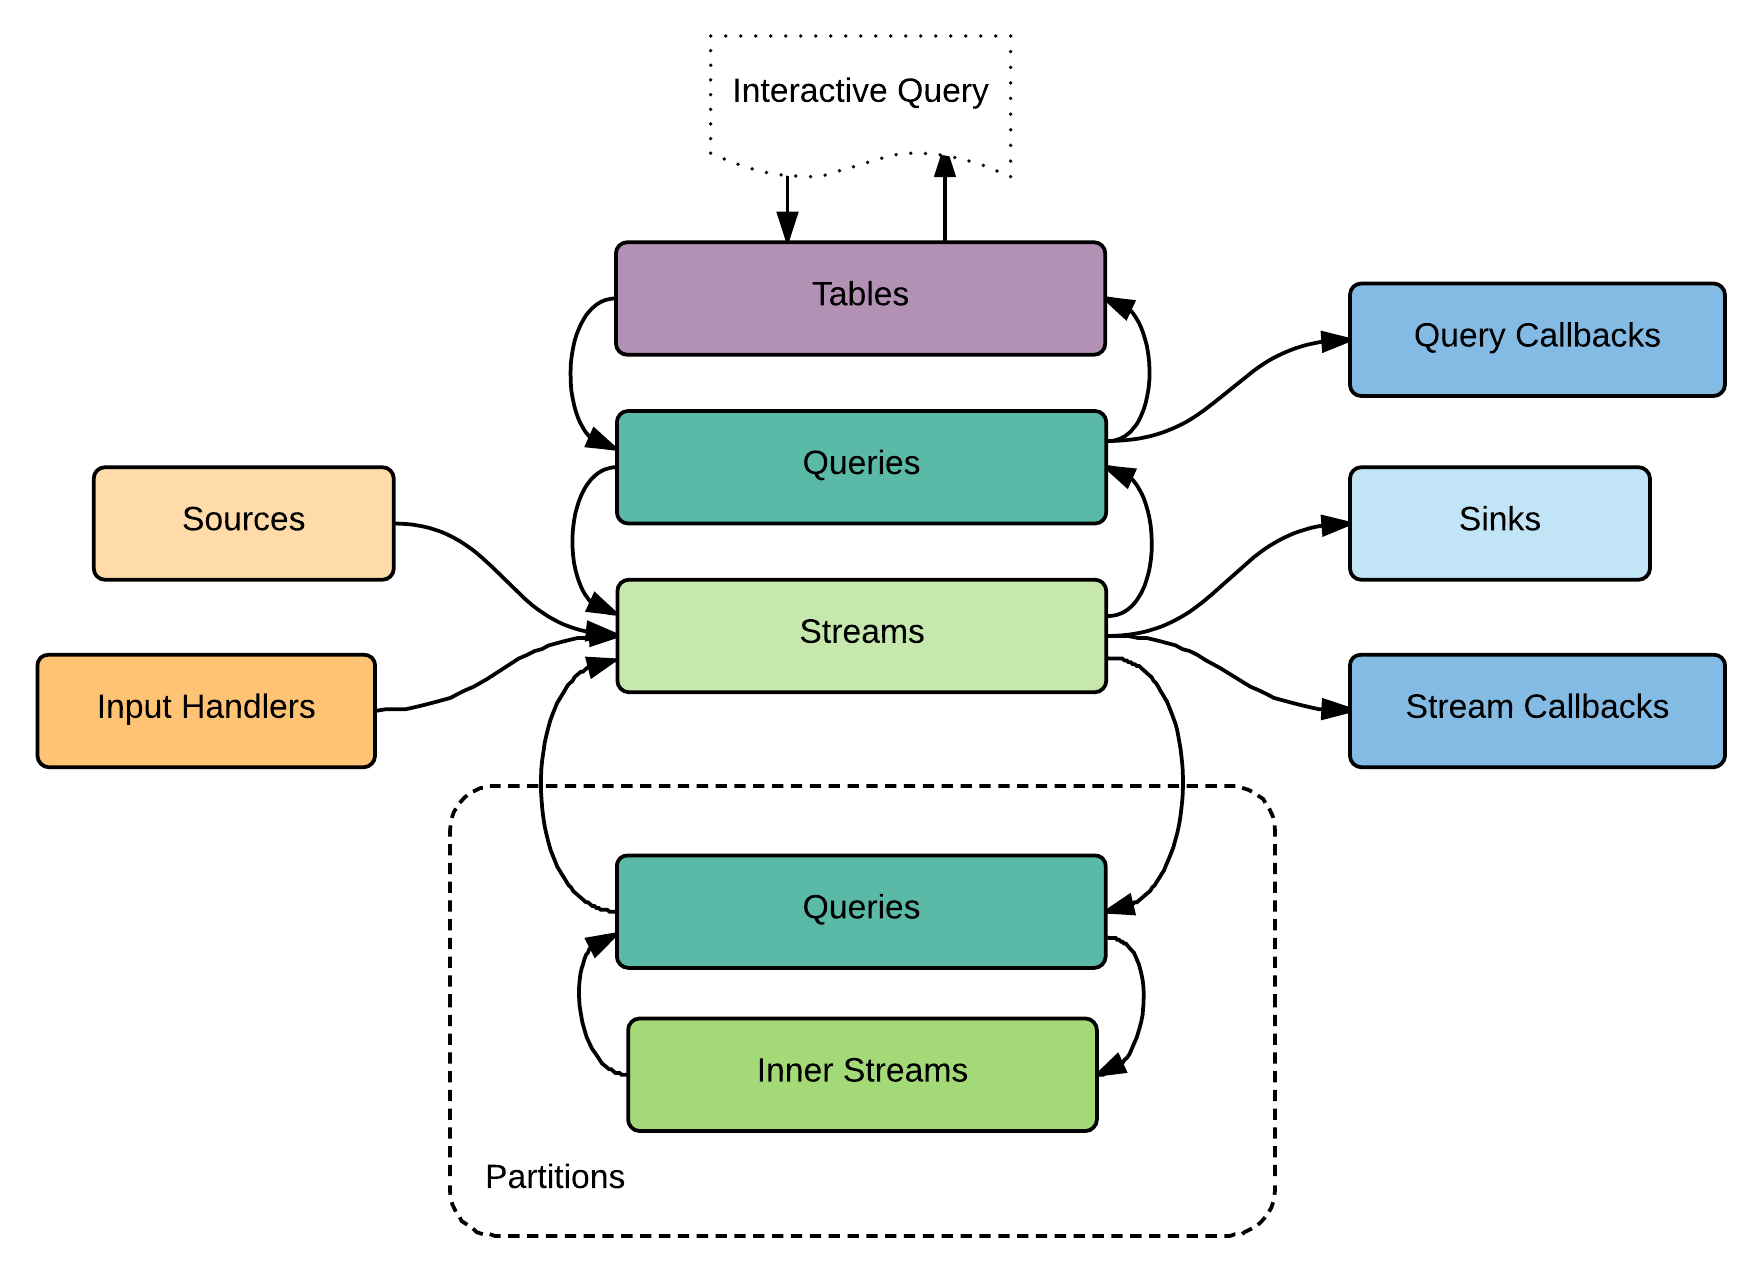 Interactive Query
Tables
Query Callbacks
Queries
Sources
Sinks
Streams
Input Handlers
Stream Callbacks
Queries
Inner Streams
Partitions